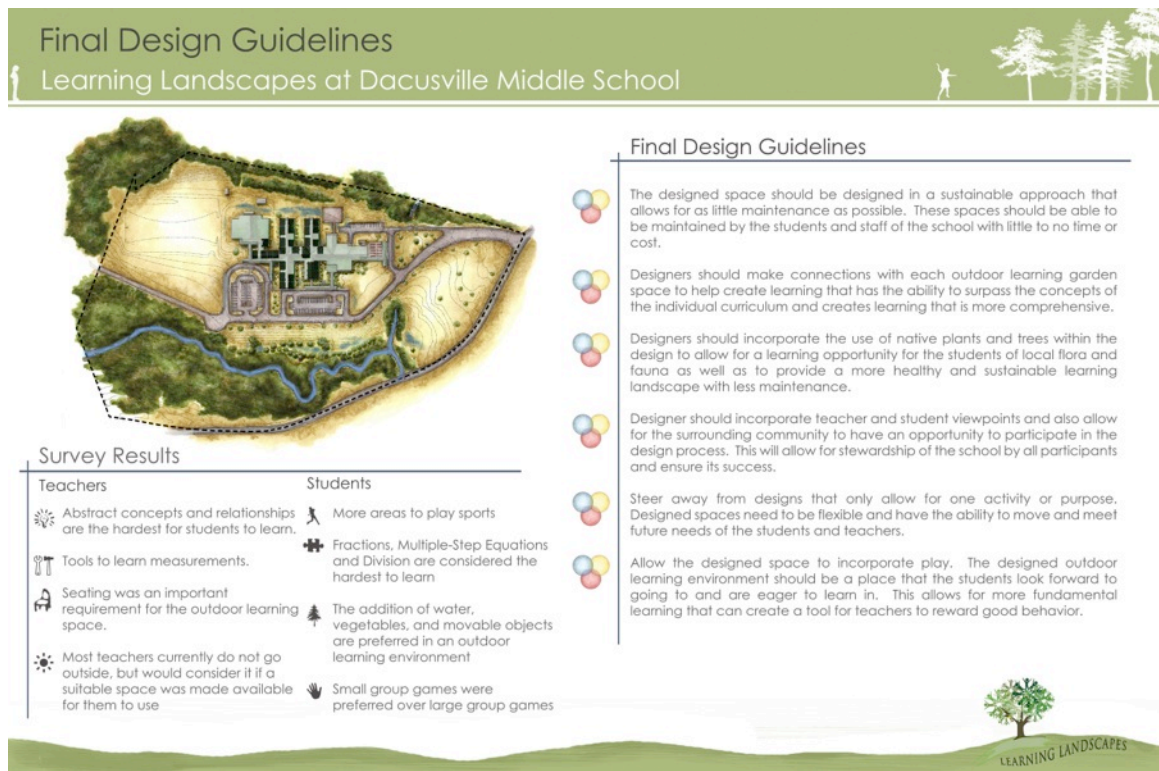 Final Design Guidelines
Learning Landscapes at Dacusville Middle School
Survey Results
Teachers
Abstract concepts and relationships
are the hardest for students to learn.
Tools to learn measurements.
Seating was an important
requirement for the outdoor learning
space.
Most teachers currently do not go
outside, but would consider it if a
suitable space was made available
for them to use
Students
More areas to play sports
Fractions, Multiple-Step Equations
and Division are considered the
hardest to learn
The addition of water,
vegetables, and movable objects
are preferred in an outdoor
learning environment
Small group games were
preferred over large group games
Final Design Guidelines
The designed space should be designed in a sustainable approach that
allows for as little maintenance as possible. These spaces should be able to
be maintained by the students and staff of the school with little to no time or
cost.
Designers should make connections with each outdoor learning garden
space to help create learning that has the ability to surpass the concepts of
the individual curriculum and creates learning that is more comprehensive.
Designers should incorporate the use of native plants and trees within the
design to allow for a learning opportunity for the students of local flora and
fauna as well as to provide a more healthy and sustainable learning
landscape with less maintenance.
Designer should incorporate teacher and student viewpoints and also allow
for the surrounding community to have an opportunity to participate in the
design process. This will allow for stewardship of the school by all participants
and ensure its success.
Steer away from designs that only allow for one activity or purpose.
Designed spaces need to be flexible and have the ability to move and meet
future needs of the students and teachers.
Allow the designed space to incorporate play. The designed outdoor
learning environment should be a place that the students look forward to
going to and are eager to learn in. This allows for more fundamental
learning that can create a tool for teachers to reward good behavior.
LEARNING LANDSCAPES